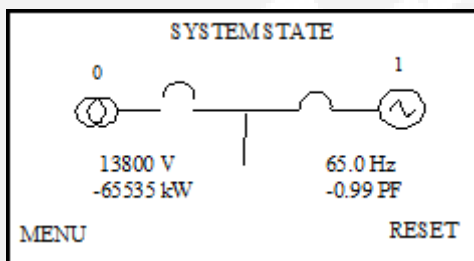 SYSTEM STATE
0
1
13800 V
65.0 Hz
-65535 kW
-0.99 PF
MENU
RESET